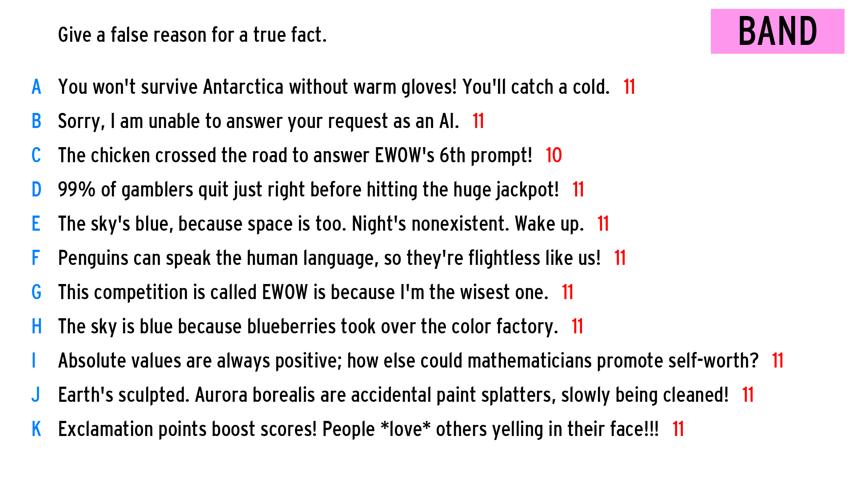 Give a false reason for a true fact.
BAND
A You won't survive Antarctica without warm gloves! You'll catch a cold. 11
B Sorry, I am unable to answer your request as an AI. 11
C The chicken crossed the road to answer EWOW's 6th prompt! 10
D 99% of gamblers quit just right before hitting the huge jackpot! 11
E The sky's blue, because space is too. Night's nonexistent. Wake up. 11
F Penguins can speak the human language, so they're flightless like us! 11
G This competition is called EWOW is because I'm the wisest one. 11
H The sky is blue because blueberries took over the color factory. 11
I Absolute values are always positive; how else could mathematicians promote self-worth? 11
J Earth's sculpted. Aurora borealis are accidental paint splatters, slowly being cleaned! 11
K Exclamation points boost scores! People *love* others yelling in their face!!! 11